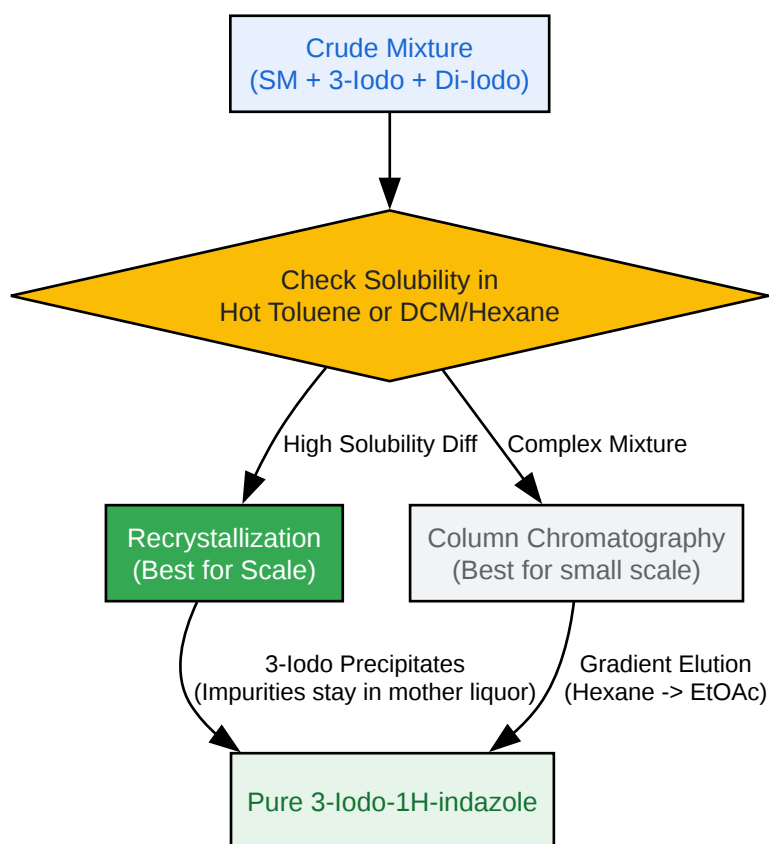 Crude Mixture
(SM + 3-Iodo + Di-Iodo)
Check Solubility in
Hot Toluene or DCM/Hexane
High Solubility Diff
Complex Mixture
Recrystallization
(Best for Scale)
Column Chromatography
(Best for small scale)
3-Iodo Precipitates
(Impurities stay in mother liquor)
Gradient Elution
(Hexane -> EtOAc)
Pure 3-Iodo-1H-indazole